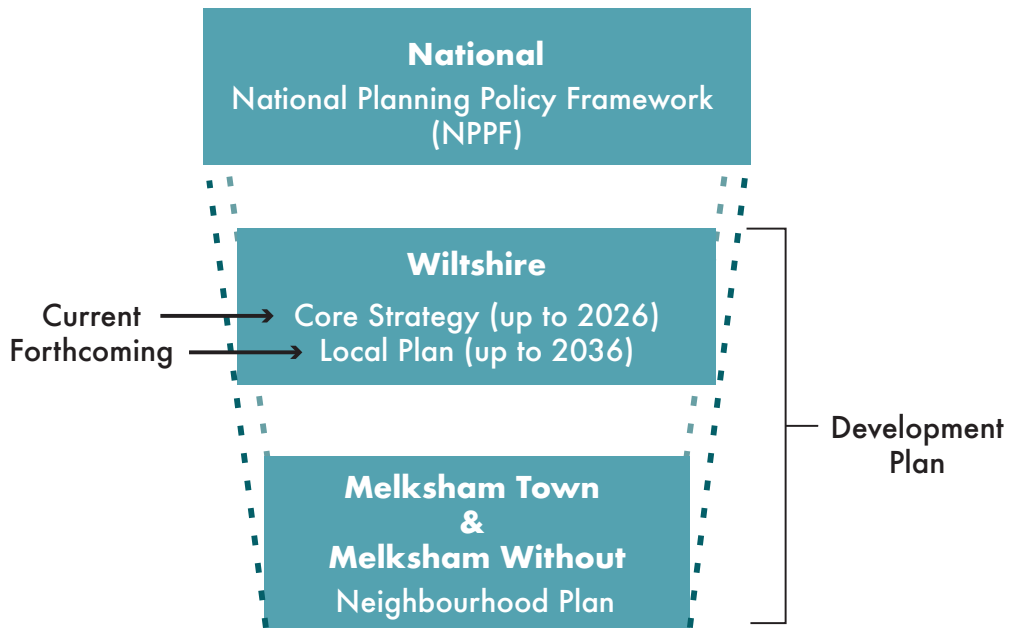 National
National Planning Policy Framework
(NPPF)
Wiltshire
Current
Core Strategy (up to 2026)
Forthcoming
Local Plan (up to 2036)
Development
Plan
Melksham Town
&
Melksham Without
Neighbourhood Plan